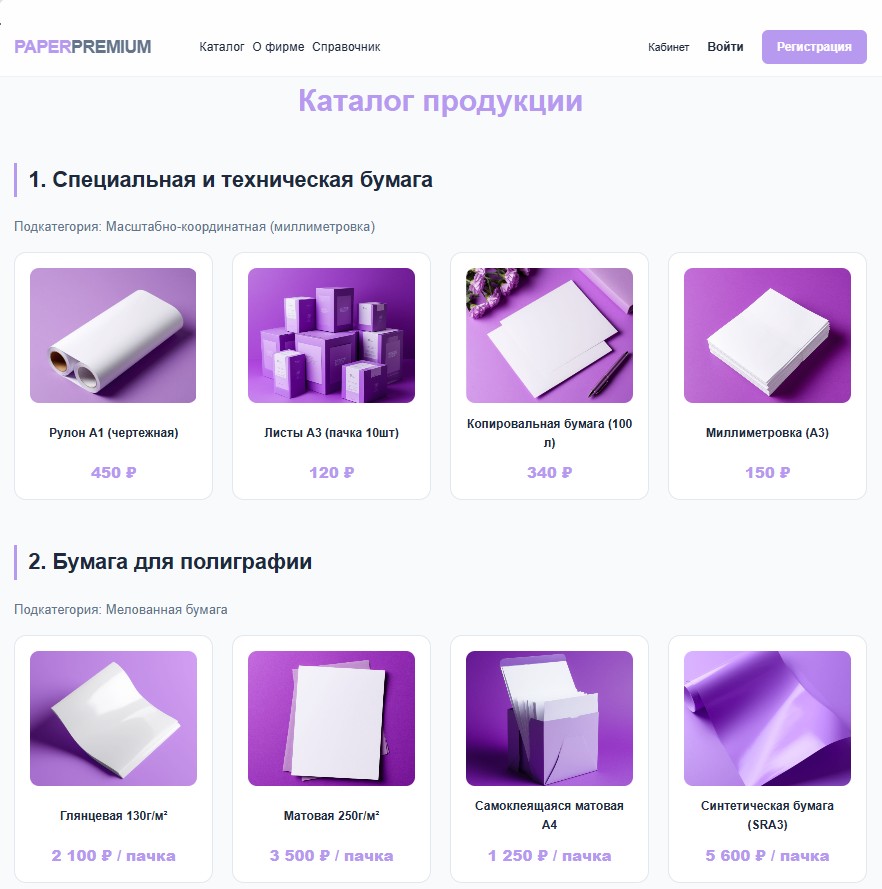 PAPERPREMIUM
Каталог О фирме Справочник
Кабинет Войти Регистрация
Каталог продукции
1. Специальная и техническая бумага
Подкатегория: Масштабно-координатная (миллиметровка)
Рулон А1 (чертежная)
450 ₽
Листы А3 (пачка 10шт)
120 ₽
Копировальная бумага (100
л)
340 ₽
Миллиметровка (А3)
150 ₽
2. Бумага для полиграфии
Подкатегория: Мелованная бумага
Глянцевая 130г/м²
2 100 ₽ / пачка
Матовая 250г/м²
3 500 ₽ / пачка
Самоклеящаяся матовая
А4
1 250 ₽ / пачка
Синтетическая бумага
(SRA3)
5 600 ₽ / пачка